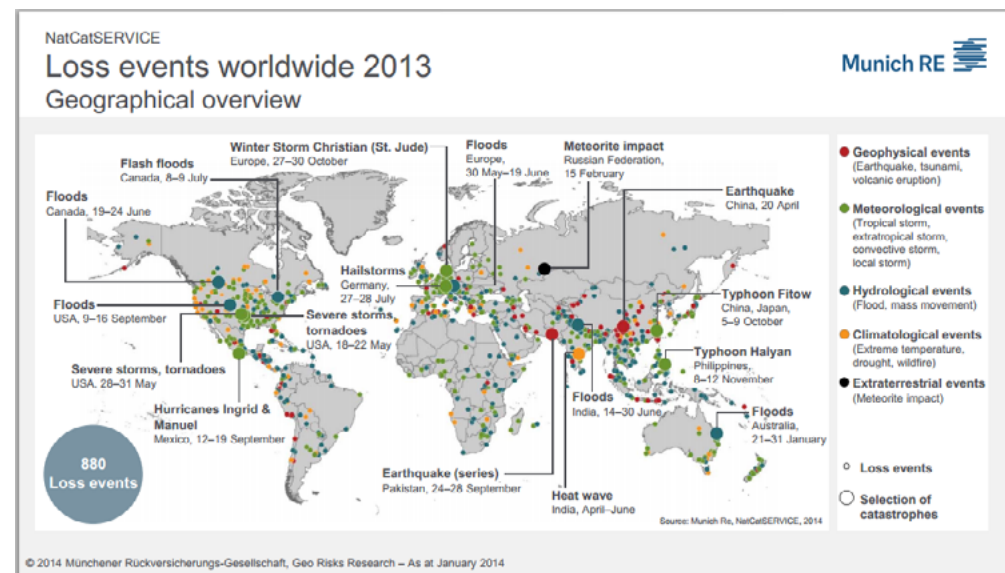 NatCatSERVICE
Loss events worldwide 2013
Geographical overview
Munich RE
Winter Storm Christian (St. Jude)
Europe, 27–30 October
Flash floods
Canada, 8–9 July
Floods
Canada, 19–24 June
Floods
Europe,
30 May–19 June
Meteorite impact
Russian Federation,
15 February
Earthquake
China, 20 April
Hailstorms
Germany,
27–28 July
Floods
USA, 9–16 September
Severe storms,
tornadoes
USA, 18–22 May
Typhoon Fitow
China, Japan,
5–9 October
Severe storms, tornadoes
USA, 28–31 May
Typhoon Haiyan
Philippines,
8–12 November
Hurricanes Ingrid &
Manuel
Mexico, 12–19 September
Floods
India, 14–30 June
Floods
Australia,
21–31 January
Earthquake (series)
Pakistan, 24–28 September
Heat wave
India, April–June
880
Loss events
Source: Munich Re, NatCatSERVICE, 2014
Geophysical events
(Earthquake, tsunami,
volcanic eruption)
Meteorological events
(Tropical storm,
extratropical storm,
convective storm,
local storm)
Hydrological events
(Flood, mass movement)
Climatological events
(Extreme temperature,
drought, wildfire)
Extraterrestrial events
(Meteorite impact)
Loss events
Selection of
catastrophes
© 2014 Münchener Rückversicherungs-Gesellschaft, Geo Risks Research – As at January 2014